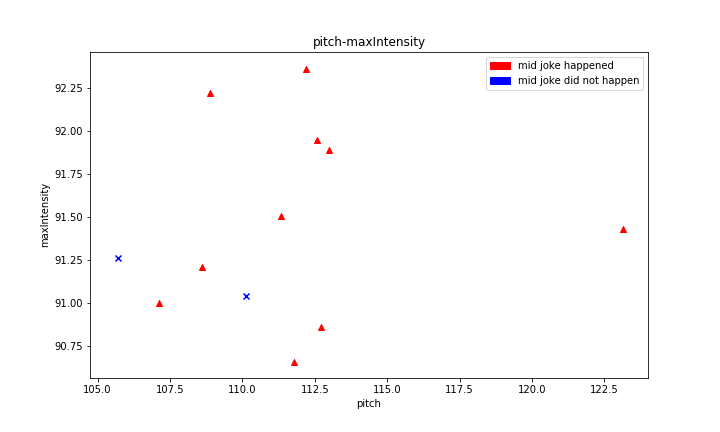 pitch-maxIntensity
mid joke happened
mid joke did not happen
maxIntensity
92.25
92.00
91.75
91.50
91.25
91.00
90.75
105.0 107.5 110.0 112.5 115.0 117.5 120.0 122.5
pitch